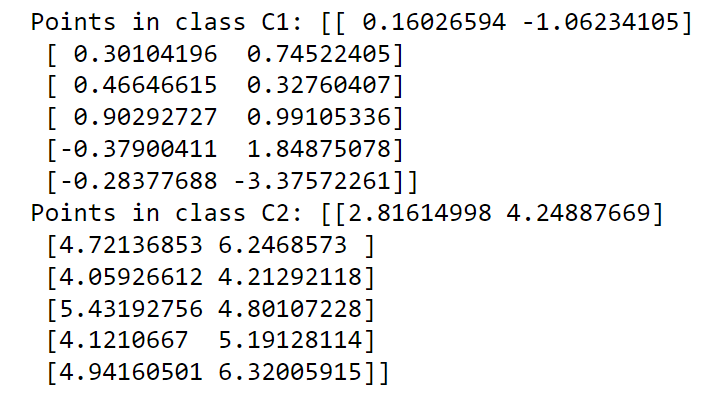 Points in class C1: [[ 0.16026594 -1.06234105]
[ 0.30104196  0.74522405]
[ 0.46646615  0.32760407]
[ 0.90292727  0.99105336]
[-0.37900411  1.84875078]
[-0.28377688 -3.37572261]]
Points in class C2: [[2.81614998 4.24887669]
[4.72136853 6.2468573 ]
[4.05926612 4.21292118]
[5.43192756 4.80107228]
[4.1210667  5.19128114]
[4.94160501 6.32005915]]